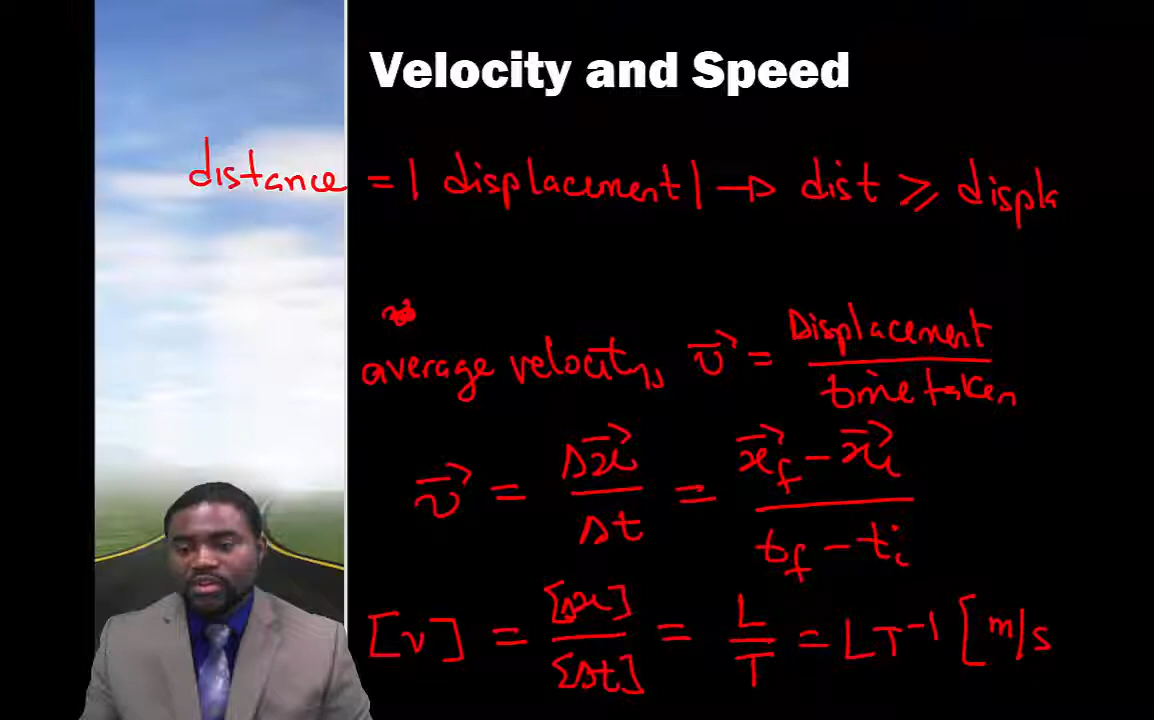 Velocity and Speed
distance = | displacement | → dist ⩾ displa
average velocity, v⃗ = Displacement / time taken
v⃗ = Δx⃗ / Δt = x⃗f − x⃗i / tf − ti
[v] = [Δx] / [Δt] = L / T = LT⁻¹ [m/s